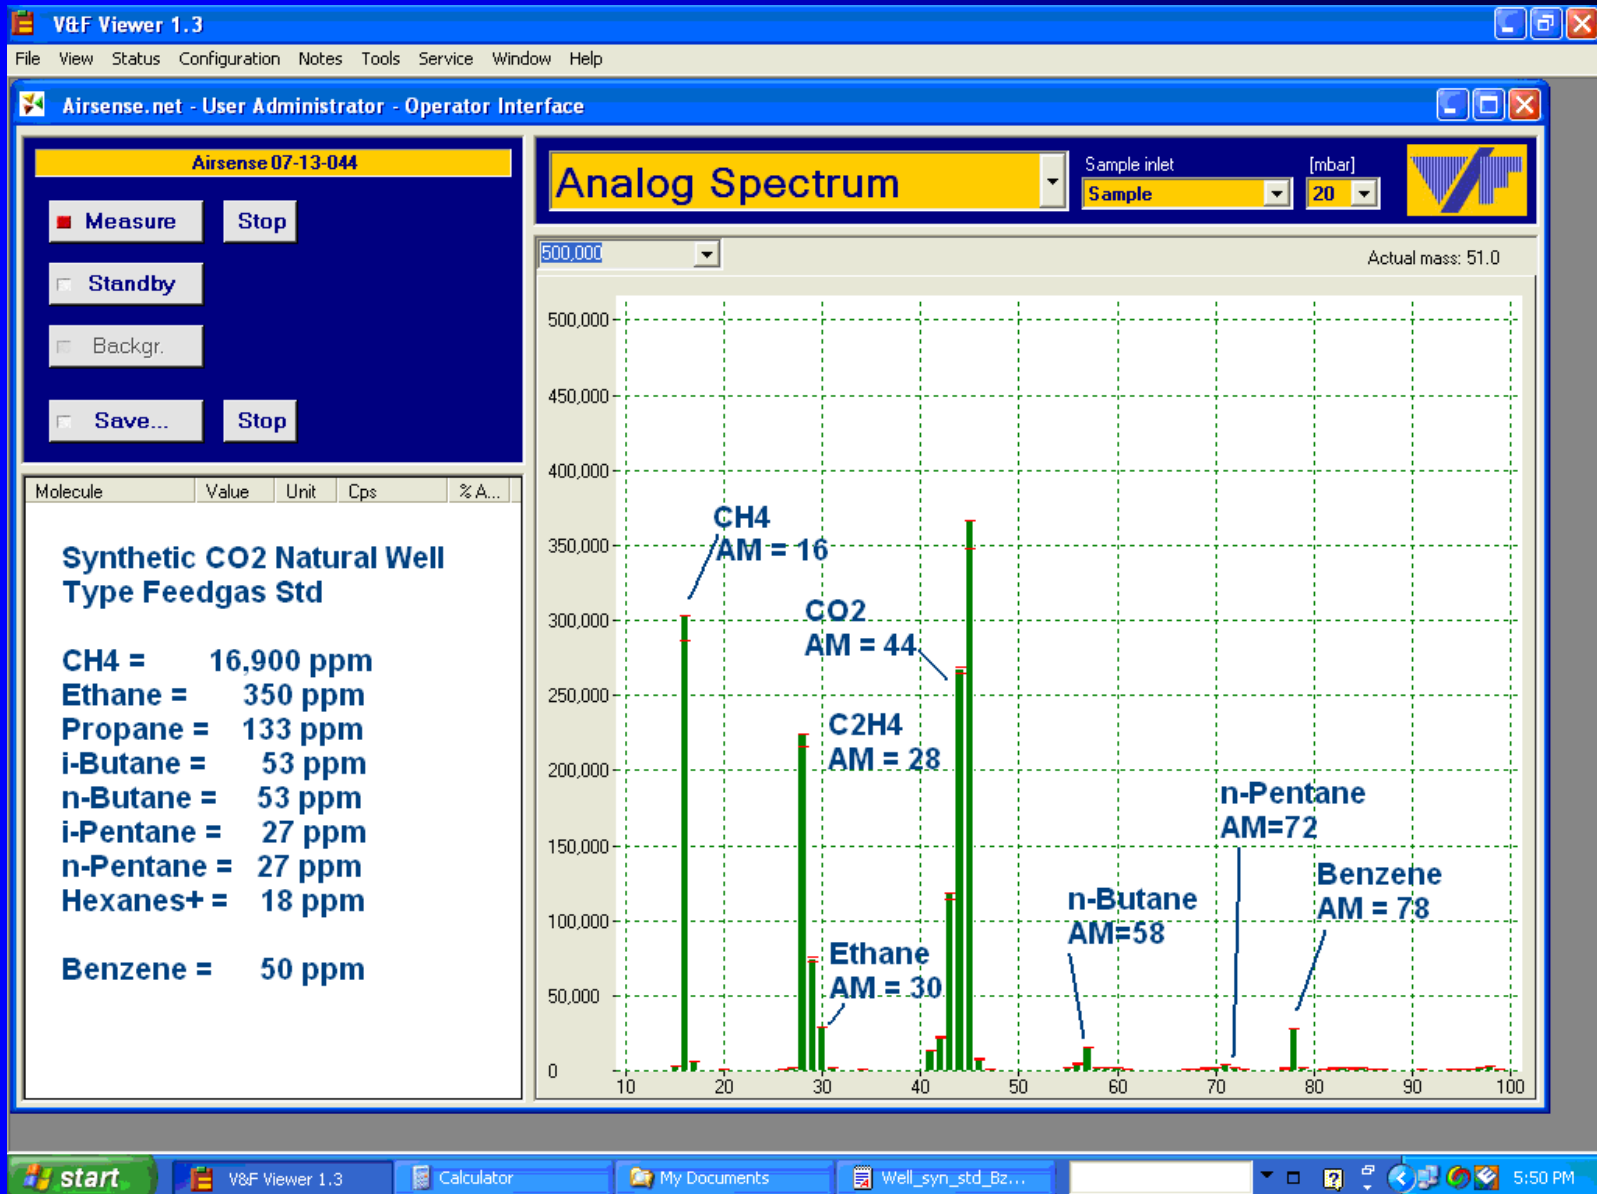 V&F Viewer 1.3
File View Status Configuration Notes Tools Service Window Help
Airsense.net - User Administrator - Operator Interface
Airsense 07-13-044
Measure Stop
Standby
Backgr.
Save... Stop
Analog Spectrum
Sample inlet [mbar]
Sample 20
500,000 Actual mass: 51.0
Molecule Value Unit Cps % A...
Synthetic CO2 Natural Well
Type Feedgas Std
CH4 = 16,900 ppm
Ethane = 350 ppm
Propane = 133 ppm
i-Butane = 53 ppm
n-Butane = 53 ppm
i-Pentane = 27 ppm
n-Pentane = 27 ppm
Hexanes+ = 18 ppm
Benzene = 50 ppm
500,000
450,000
400,000
350,000
300,000
250,000
200,000
150,000
100,000
50,000
0
CH4
AM = 16
CO2
AM = 44
C2H4
AM = 28
Ethane
AM = 30
n-Butane
AM=58
n-Pentane
AM=72
Benzene
AM = 78
10 20 30 40 50 60 70 80 90 100
start V&F Viewer 1.3 Calculator My Documents Well_syn_std_Bz... 5:50 PM